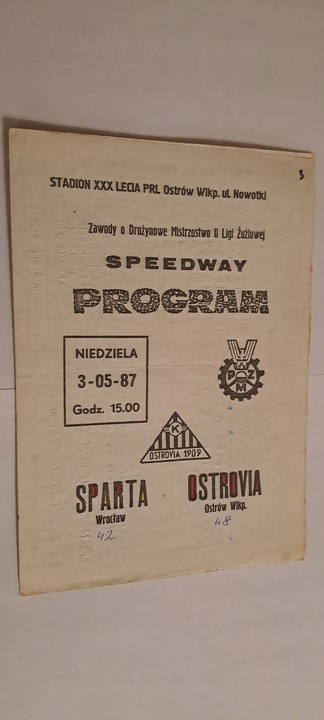 3
STADION XXX LECIA PRL Ostrów Wlkp. ul. Nowotki
Zawody o Drużynowe Mistrzostwo II Ligi Żużlowej
SPEEDWAY
PROGRAM
NIEDZIELA
3-05-87
Godz. 15.00
PZM
K
OSTROVIA 1909
SPARTA
Wrocław
42
OSTROVIA
Ostrów Wlkp.
48